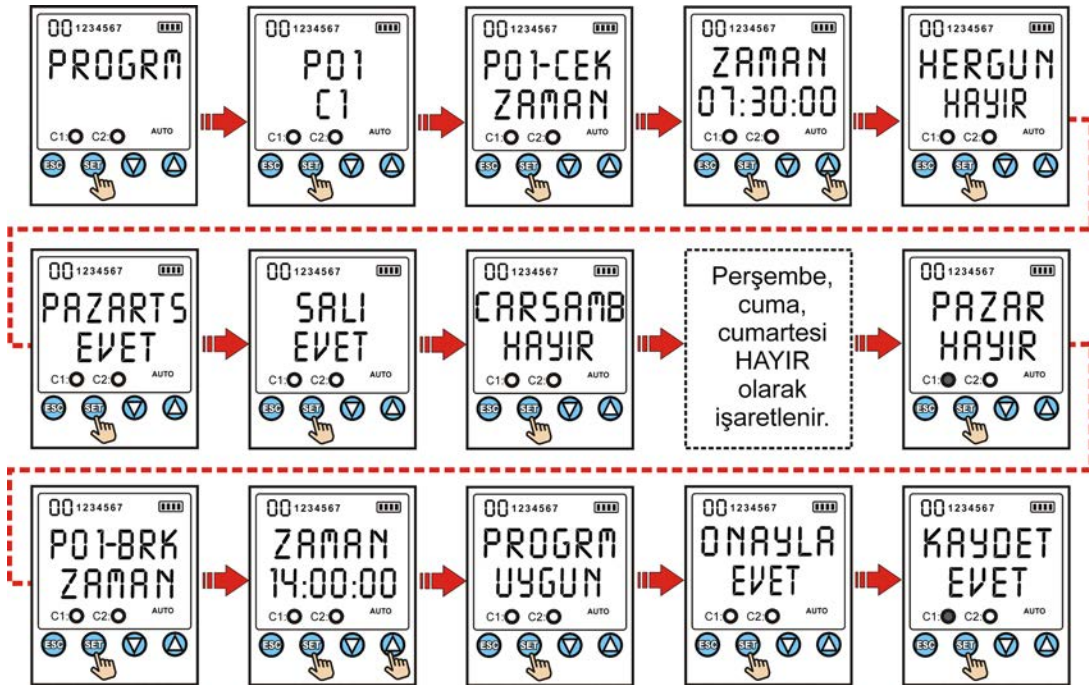 00 1234567
PROGRM
C1: C2: AUTO
ESC SET
00 1234567
P01
C1
C1: C2: AUTO
ESC SET
00 1234567
P01-CEK
ZAMAN
C1: C2: AUTO
ESC SET
00 1234567
ZAMAN
07:30:00
C1: C2: AUTO
ESC SET
00 1234567
HERGUN
HAYIR
C1: C2: AUTO
ESC SET
00 1234567
PAZARTS
EVET
C1: C2: AUTO
ESC SET
00 1234567
SALI
EVET
C1: C2: AUTO
ESC SET
00 1234567
CARSAMB
HAYIR
C1: C2: AUTO
ESC SET
Perşembe,
cuma,
cumartesi
HAYIR
olarak
işaretlenir.
00 1234567
PAZAR
HAYIR
C1: C2: AUTO
ESC SET
00 1234567
P01-BRK
ZAMAN
C1: C2: AUTO
ESC SET
00 1234567
ZAMAN
14:00:00
C1: C2: AUTO
ESC SET
00 1234567
PROGRM
UYGUN
C1: C2: AUTO
ESC SET
00 1234567
ONAYLA
EVET
C1: C2: AUTO
ESC SET
00 1234567
KAYDET
EVET
C1: C2: AUTO
ESC SET